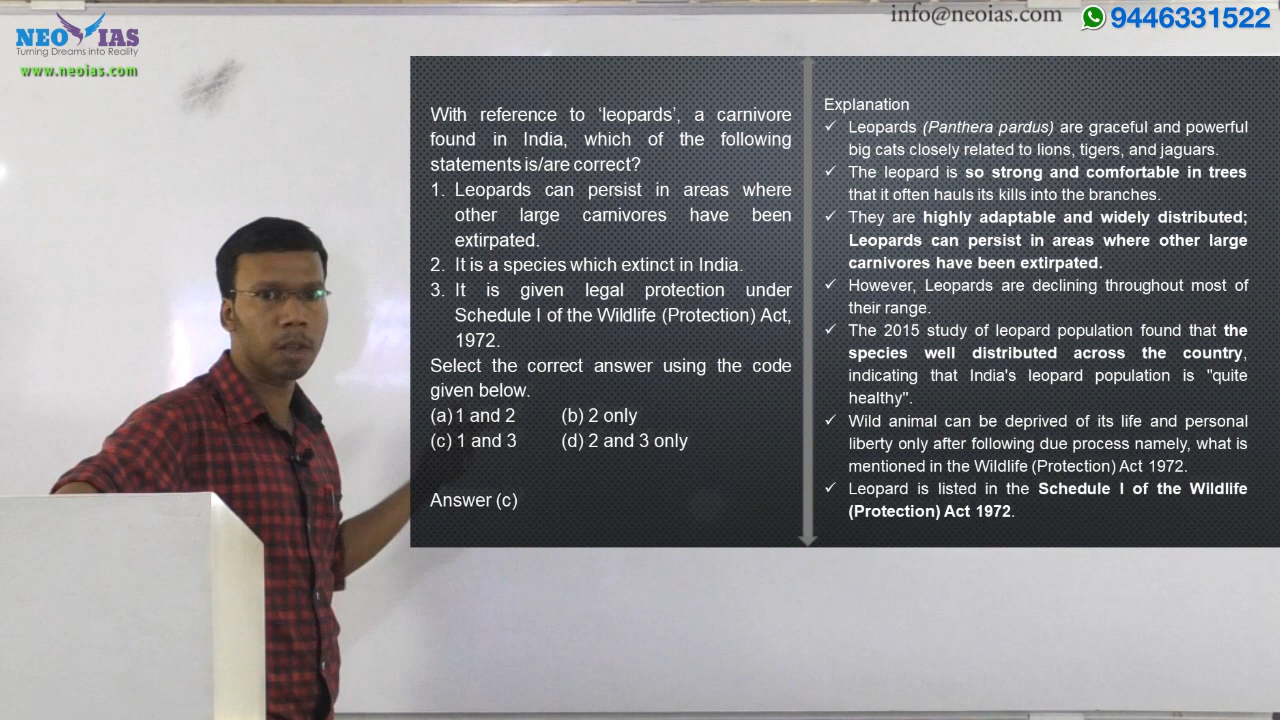 NEO IAS
Turning Dreams into Reality
www.neoias.com
info@neoias.com
9446331522
With reference to ‘leopards’, a carnivore
found in India, which of the following
statements is/are correct?
1. Leopards can persist in areas where
other large carnivores have been
extirpated.
2. It is a species which extinct in India.
3. It is given legal protection under
Schedule I of the Wildlife (Protection) Act,
1972.
Select the correct answer using the code
given below.
(a) 1 and 2 (b) 2 only
(c) 1 and 3 (d) 2 and 3 only
Answer (c)
Explanation
✓ Leopards (Panthera pardus) are graceful and powerful
big cats closely related to lions, tigers, and jaguars.
✓ The leopard is so strong and comfortable in trees
that it often hauls its kills into the branches.
✓ They are highly adaptable and widely distributed;
Leopards can persist in areas where other large
carnivores have been extirpated.
✓ However, Leopards are declining throughout most of
their range.
✓ The 2015 study of leopard population found that the
species well distributed across the country,
indicating that India's leopard population is "quite
healthy".
✓ Wild animal can be deprived of its life and personal
liberty only after following due process namely, what is
mentioned in the Wildlife (Protection) Act 1972.
✓ Leopard is listed in the Schedule I of the Wildlife
(Protection) Act 1972.